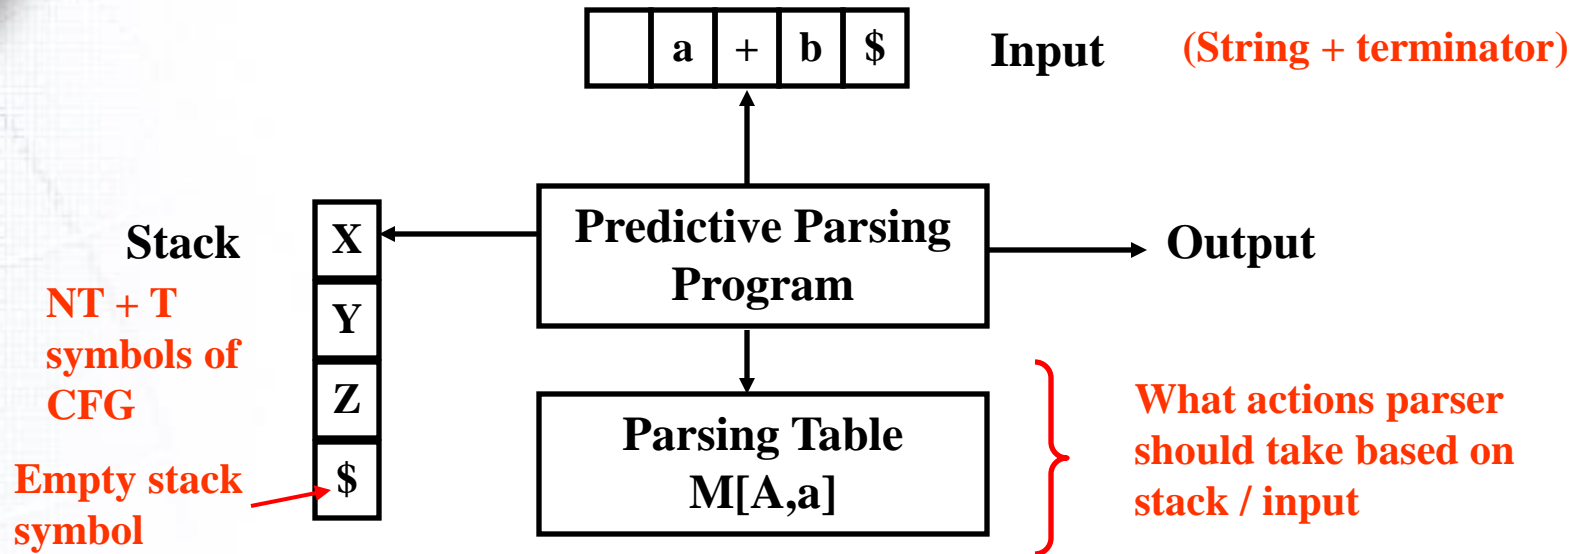 a + b $
Input
(String + terminator)
Predictive Parsing
Program
Output
Stack
NT + T
symbols of
CFG
X
Y
Z
$
Empty stack
symbol
Parsing Table
M[A,a]
What actions parser
should take based on
stack / input